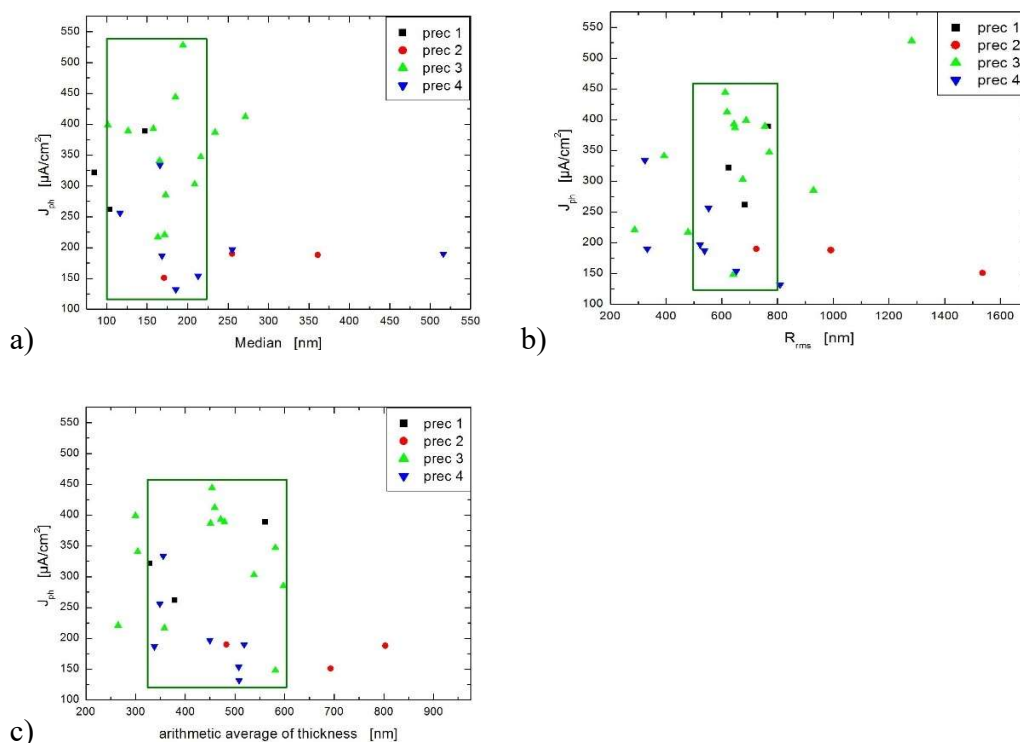 a)
550
500
450
400
350
300
250
200
150
100
J_ph [µA/cm²]
100 150 200 250 300 350 400 450 500 550
Median [nm]
prec 1
prec 2
prec 3
prec 4
b)
550
500
450
400
350
300
250
200
150
100
J_ph [µA/cm²]
200 400 600 800 1000 1200 1400 1600
R_rms [nm]
prec 1
prec 2
prec 3
prec 4
c)
550
500
450
400
350
300
250
200
150
100
J_ph [µA/cm²]
200 300 400 500 600 700 800 900
arithmetic average of thickness [nm]
prec 1
prec 2
prec 3
prec 4